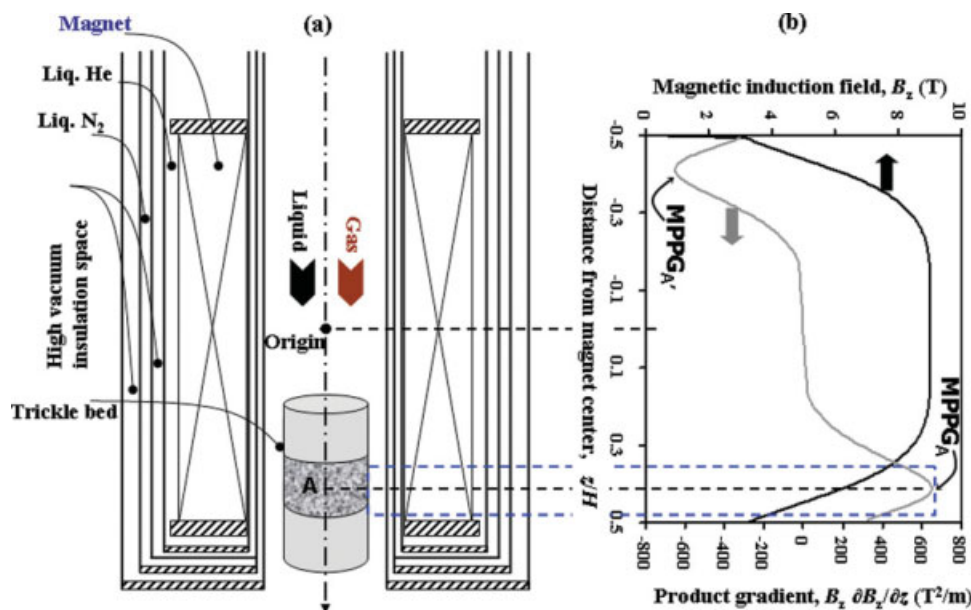 (a)
Magnet
Liq. He
Liq. N2
High vacuum
insulation space
Trickle bed
Liquid
Gas
Origin
A
(b)
Magnetic induction field, Bz (T)
0 2 4 6 8 10
-0.5
-0.3
-0.1
0.1
0.3
0.5
Distance from magnet center, z/H
MPPGA'
MPPGA
-800 -600 -400 -200 0 200 400 600 800
Product gradient, Bz ∂Bz/∂z (T2/m)